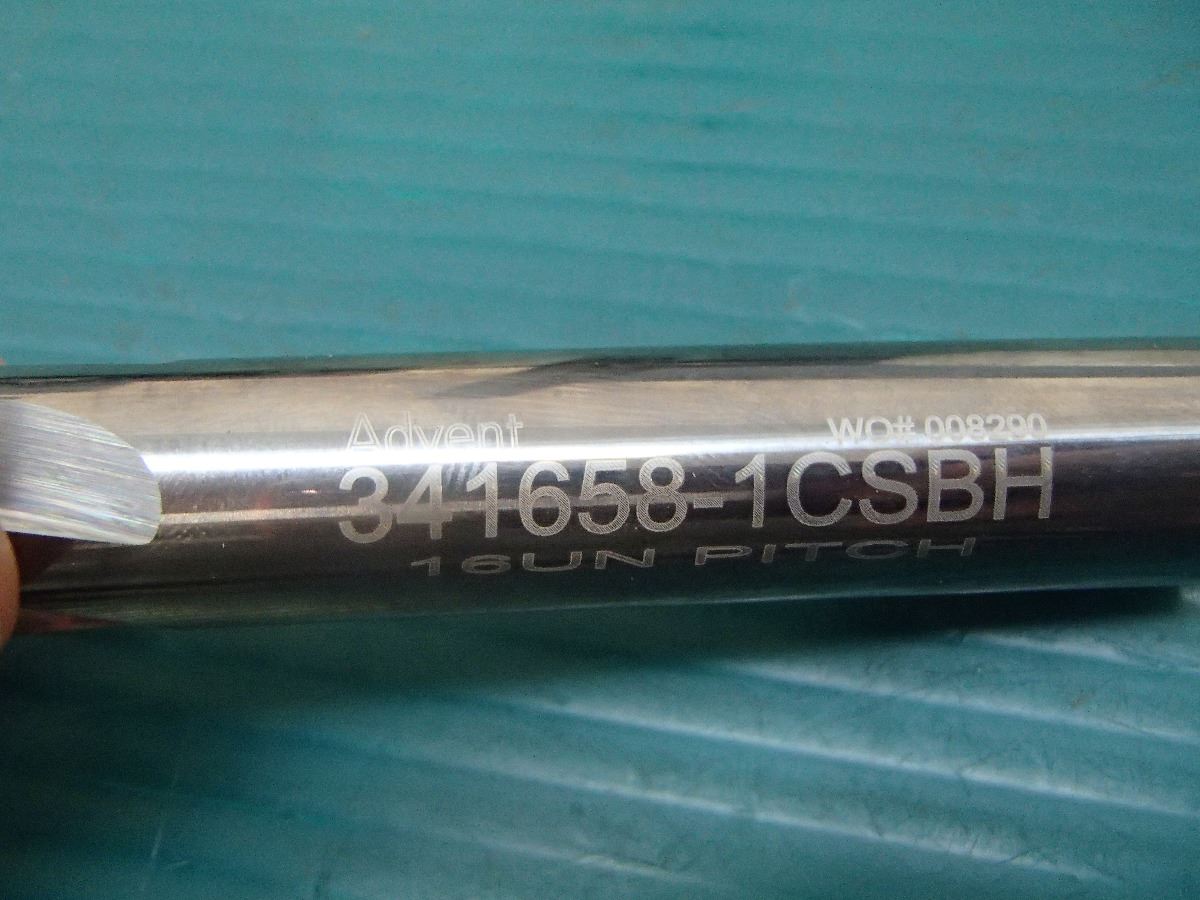 Advent WO# 008290
341658-1CSBH
16UN PITCH